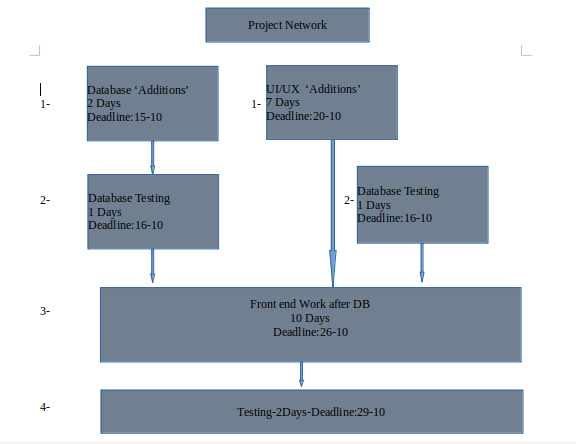 Project Network
1-
Database ‘Additions’
2 Days
Deadline:15-10
1-
UI/UX ‘Additions’
7 Days
Deadline:20-10
2-
Database Testing
1 Days
Deadline:16-10
2-
Database Testing
1 Days
Deadline:16-10
3-
Front end Work after DB
10 Days
Deadline:26-10
4-
Testing-2Days-Deadline:29-10